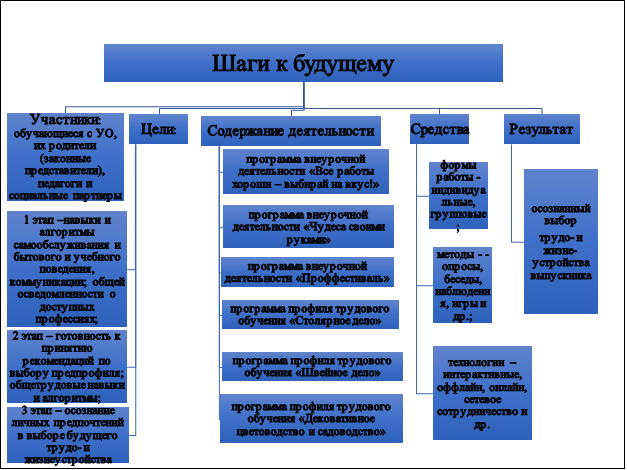 Шаги к будущему
Участники:
обучающиеся с УО,
их родители
(законные
представители),
педагоги и
социальные партнеры
Цели:
1 этап –навыки и
алгоритмы
самообслуживания и
бытового и учебного
поведения,
коммуникации; общей
осведомленности о
доступных
профессиях;
2 этап – готовность к
принятию
рекомендаций по
выбору предпрофиля;
общетрудовые навыки
и алгоритмы;
3 этап – осознание
личных предпочтений
в выборе будущего
трудо- и
жизнеустройства
Содержание деятельности
программа внеурочной
деятельности «Все работы
хороши – выбирай на вкус!»
программа внеурочной
деятельности «Чудеса своими
руками»
программа внеурочной
деятельности «Проффестиваль»
программа профиля трудового
обучения «Столярное дело»
программа профиля трудового
обучения «Швейное дело»
программа профиля трудового
обучения «Дековативное
цветоводство и садоводство»
Средства
формы
работы -
индивидуа
льные,
групповые
;
методы - -
опросы,
беседы,
наблюдени
я, игры и
др.;
технологии –
интерактивные,
оффлайн, онлайн,
сетевое
сотрудничество и
др.
Результат
осознанный
выбор
трудо- и
жизне-
устройства
выпускника